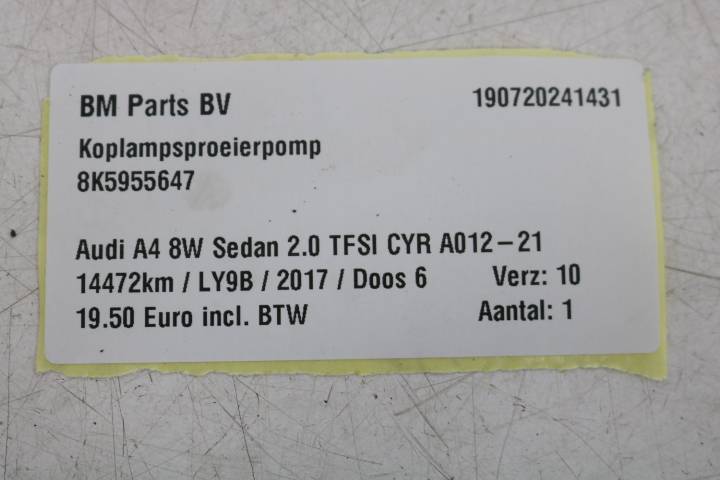 BM Parts BV 190720241431
Koplampsproeierpomp
8K5955647
Audi A4 8W Sedan 2.0 TFSI CYR A012-21
14472km / LY9B / 2017 / Doos 6 Verz: 10
19.50 Euro incl. BTW Aantal: 1